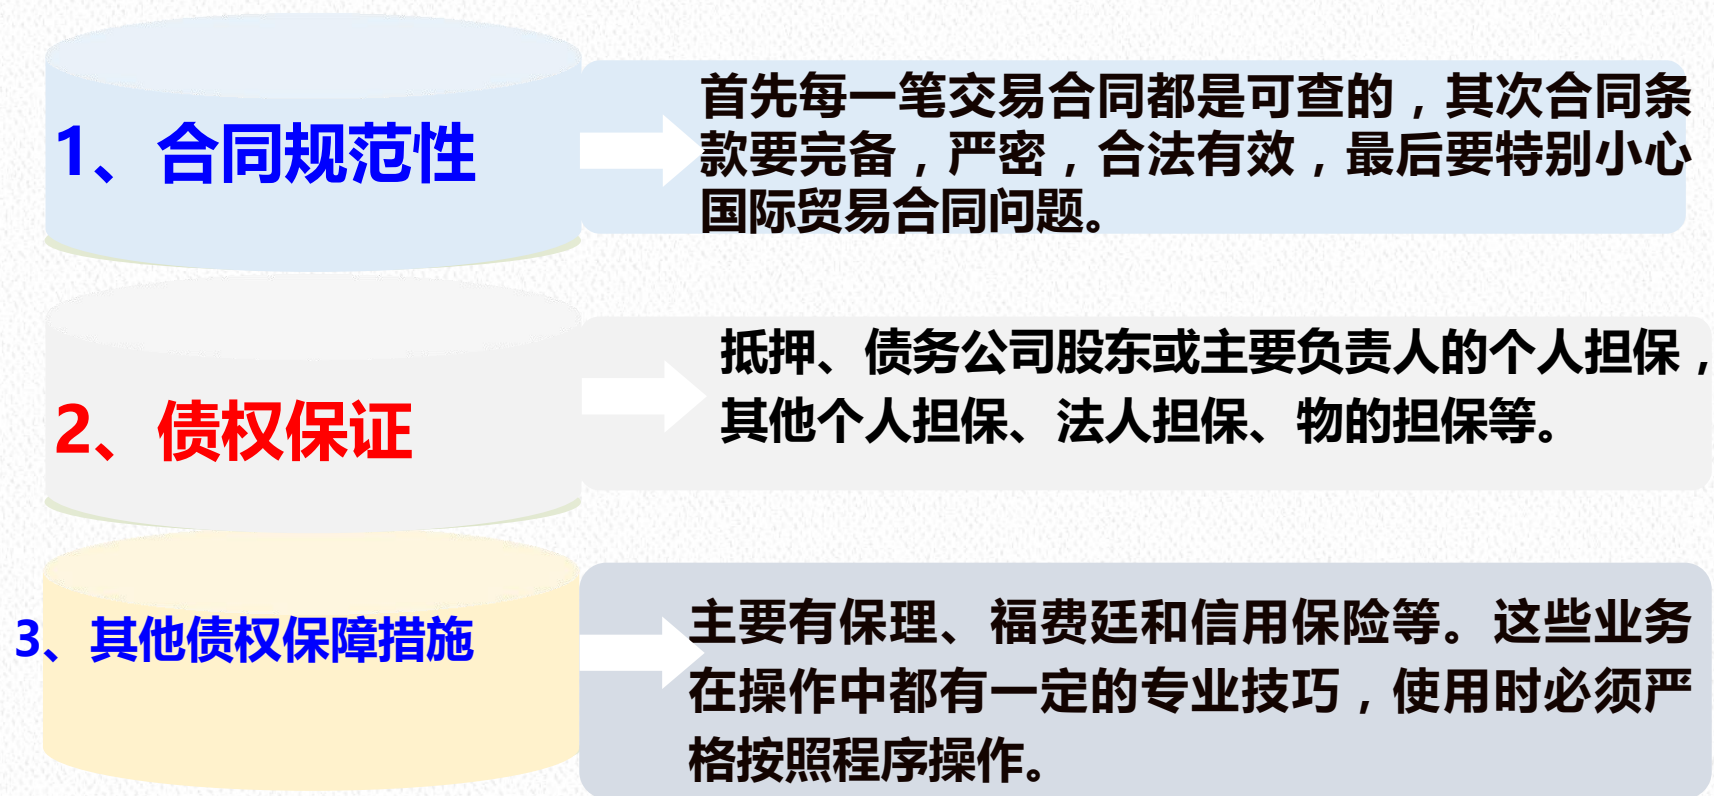 1、合同规范性
首先每一笔交易合同都是可查的，其次合同条
款要完备，严密，合法有效，最后要特别小心
国际贸易合同问题。
2、债权保证
抵押、债务公司股东或主要负责人的个人担保，
其他个人担保、法人担保、物的担保等。
3、其他债权保障措施
主要有保理、福费廷和信用保险等。这些业务
在操作中都有一定的专业技巧，使用时必须严
格按照程序操作。